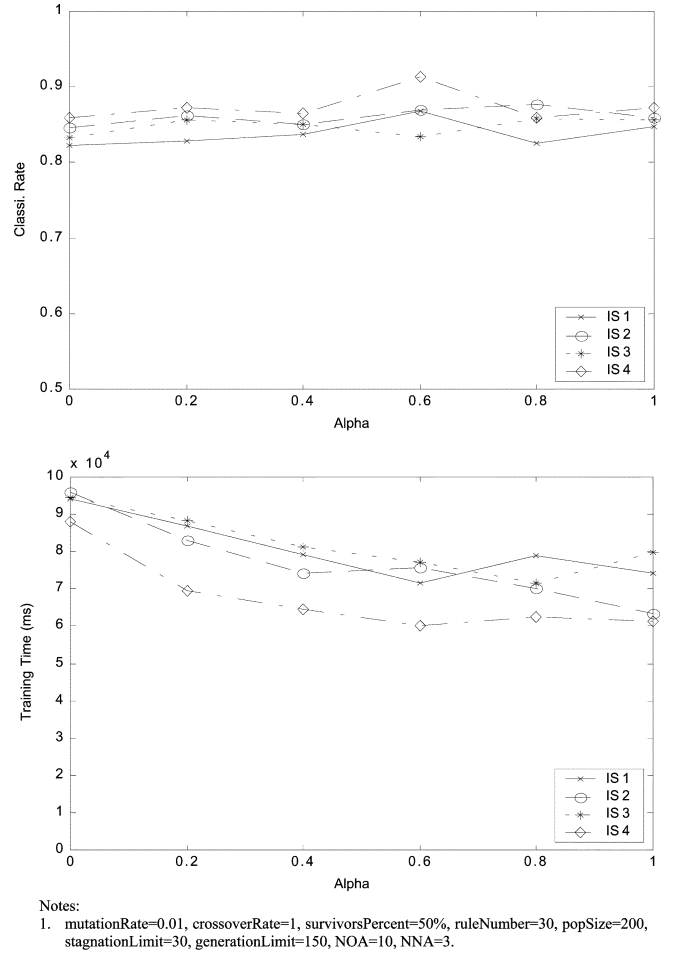 1
0.9
0.8
0.7
0.6
0.5
Classi. Rate
0 0.2 0.4 0.6 0.8 1
Alpha
IS 1
IS 2
IS 3
IS 4
x 10^4
10
9
8
7
6
5
4
3
2
1
0
Training Time (ms)
0 0.2 0.4 0.6 0.8 1
Alpha
IS 1
IS 2
IS 3
IS 4
Notes:
1. mutationRate=0.01, crossoverRate=1, survivorsPercent=50%, ruleNumber=30, popSize=200,
stagnationLimit=30, generationLimit=150, NOA=10, NNA=3.